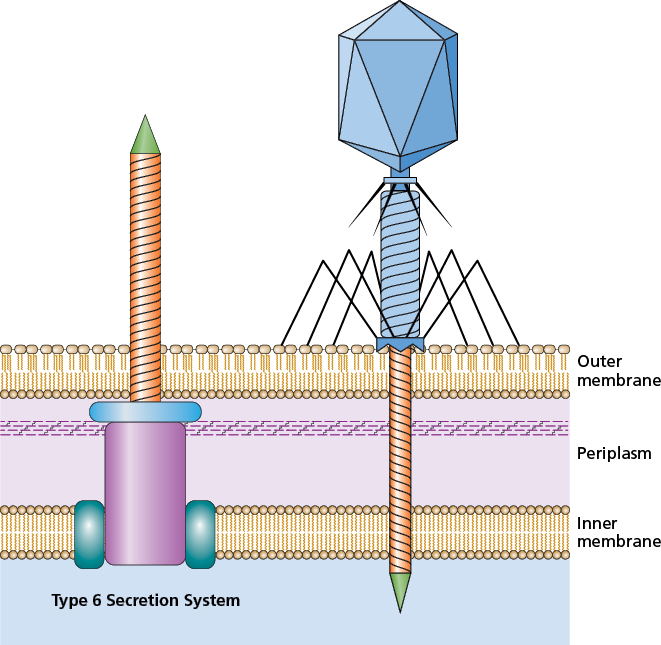 Outer
membrane
Periplasm
Inner
membrane
Type 6 Secretion System